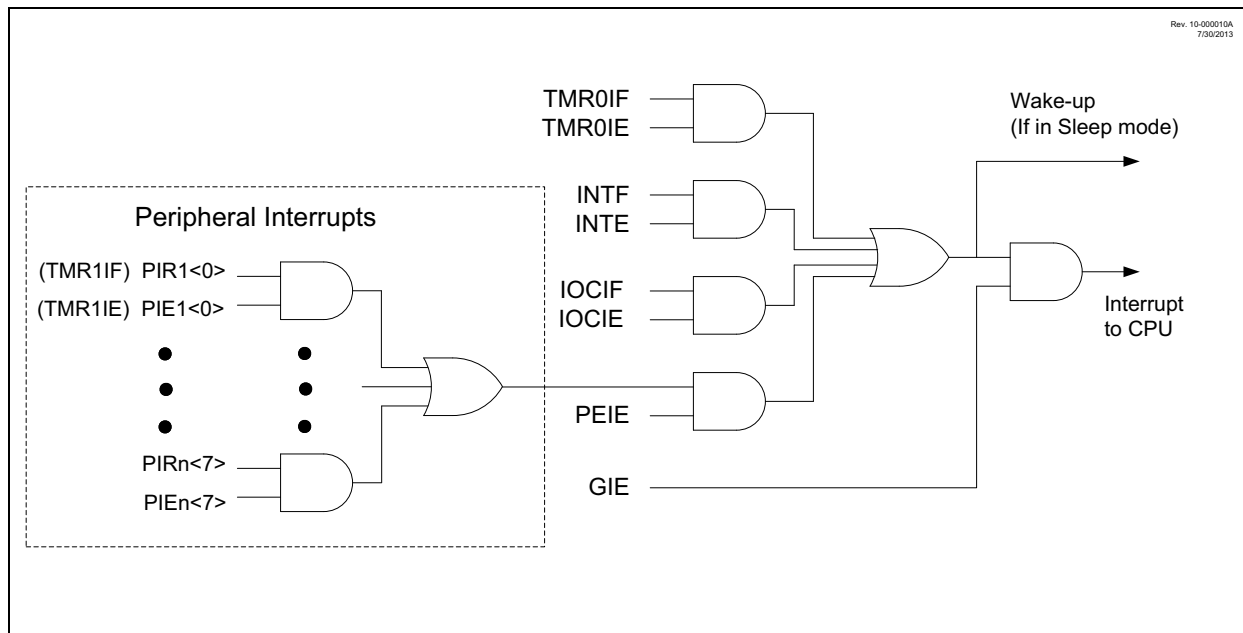 Rev. 10-000010A
7/30/2013
TMR0IF
TMR0IE
Wake-up
(If in Sleep mode)
INTF
INTE
Peripheral Interrupts
(TMR1IF) PIR1<0>
(TMR1IE) PIE1<0>
IOCIF
IOCIE
Interrupt
to CPU
PEIE
PIRn<7>
PIEn<7>
GIE